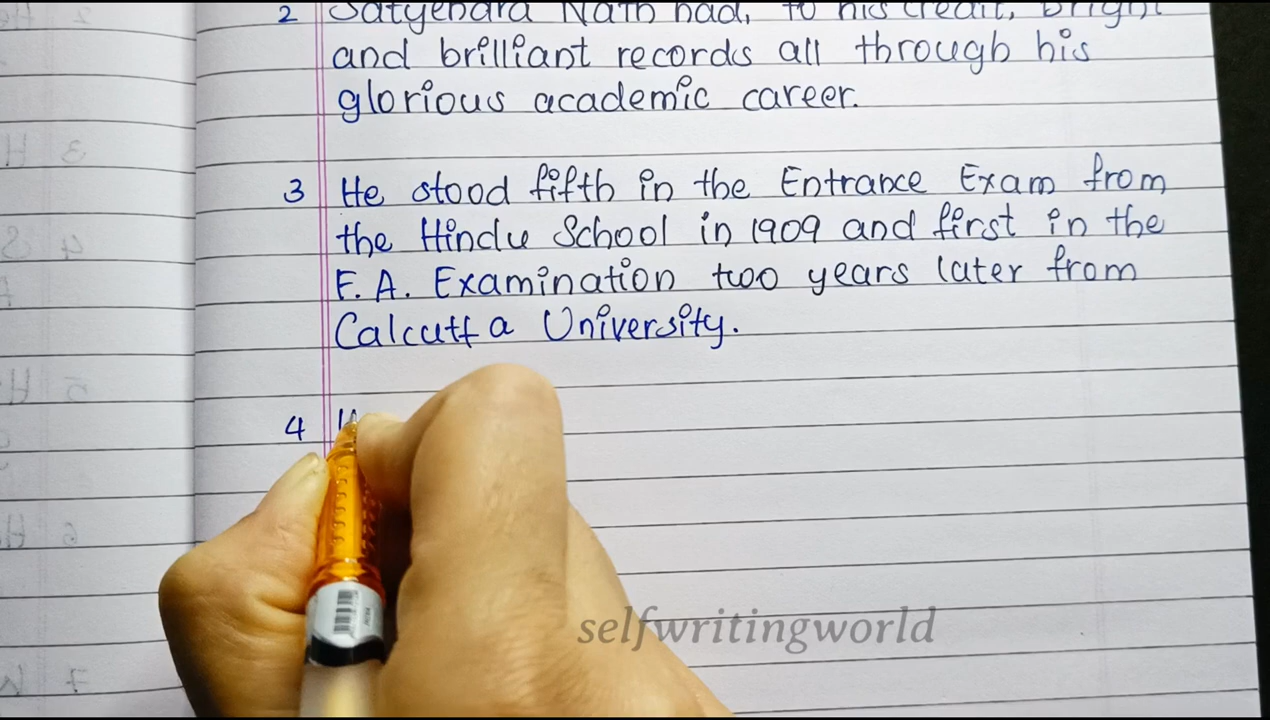 2 Satyendra Nath had, to his credit, bright
and brilliant records all through his
glorious academic career.
3 He stood fifth in the Entrance Exam from
the Hindu School in 1909 and first in the
F. A. Examination two years later from
Calcutta University.
4 H
selfwritingworld